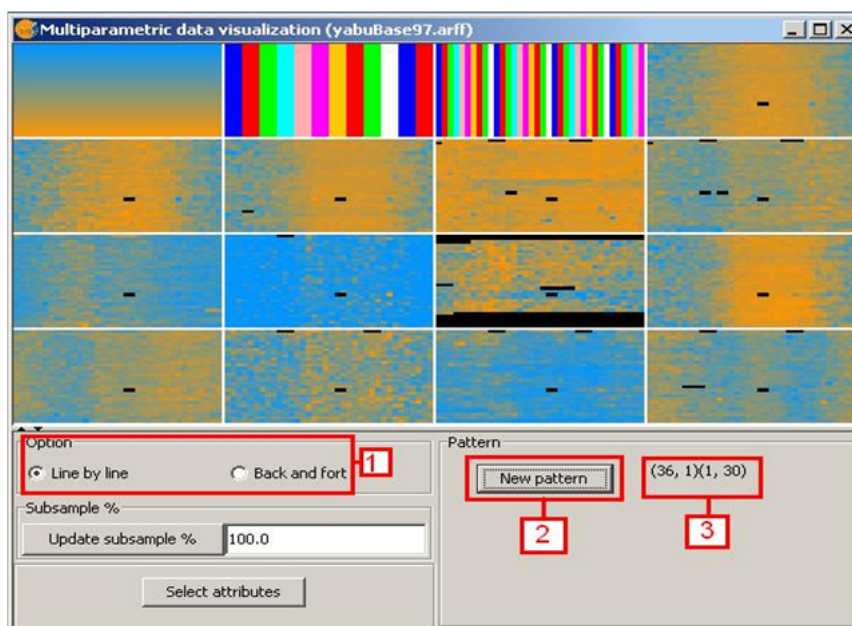 Multiparametric data visualization (yabuBase97.arff)
Option
Line by line
Back and fort
1
Subsample %
Update subsample %
100.0
Select attributes
Pattern
New pattern
(36, 1)(1, 30)
2
3